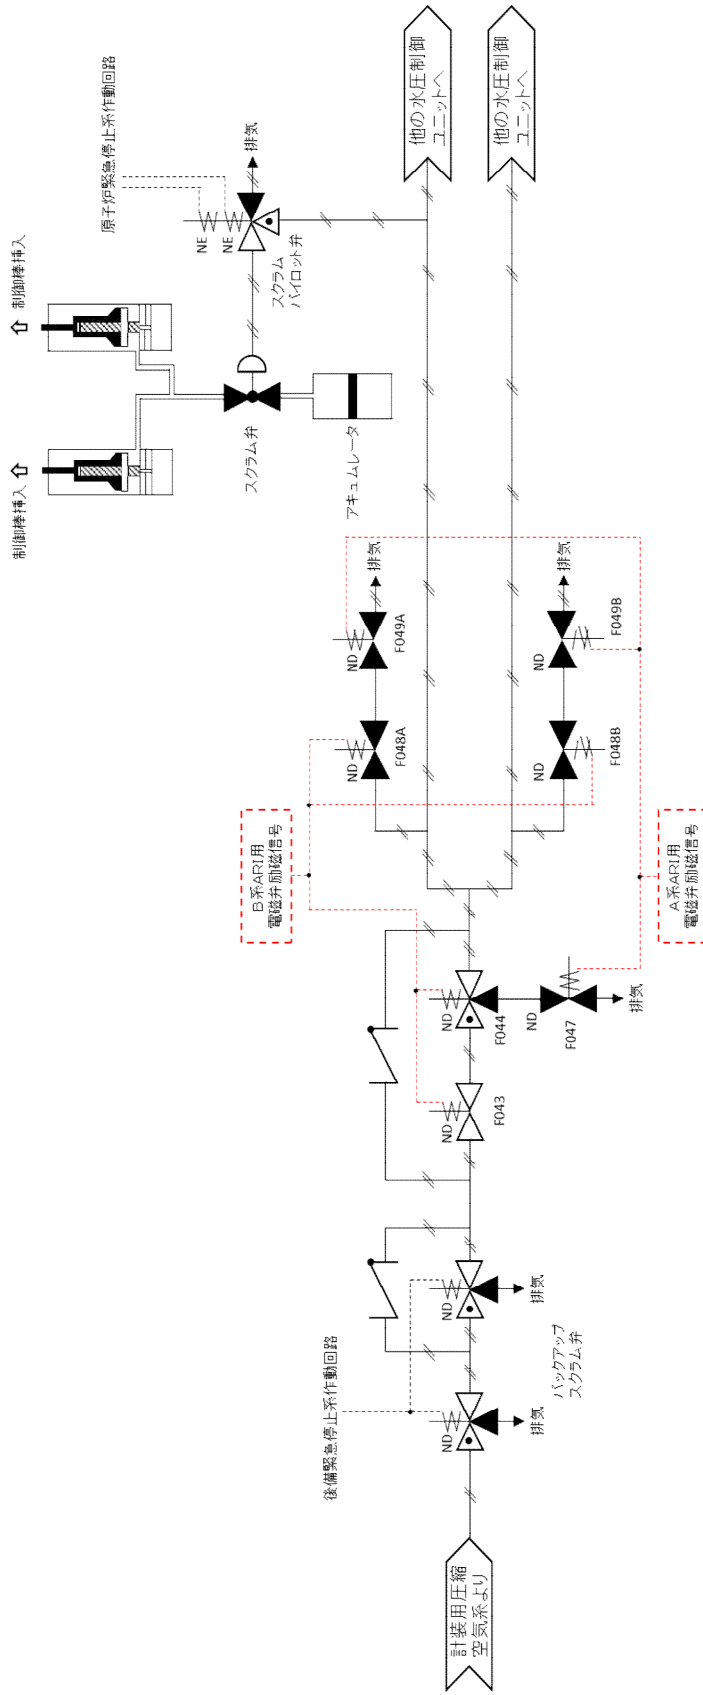 制御棒挿入
制御棒挿入
原子炉緊急停止系作動回路
NE
NE
排気
スクラム
パイロット弁
スクラム弁
アキュムレータ
他の水圧制御
ユニットへ
他の水圧制御
ユニットへ
B系ARI用
電磁弁励磁信号
ND
F048A
ND
F049A
排気
ND
F048B
ND
F049B
排気
A系ARI用
電磁弁励磁信号
ND
F043
ND
F044
ND
F047
排気
後備緊急停止系作動回路
ND
排気
ND
排気
バックアップ
スクラム弁
計装用圧縮
空気系より